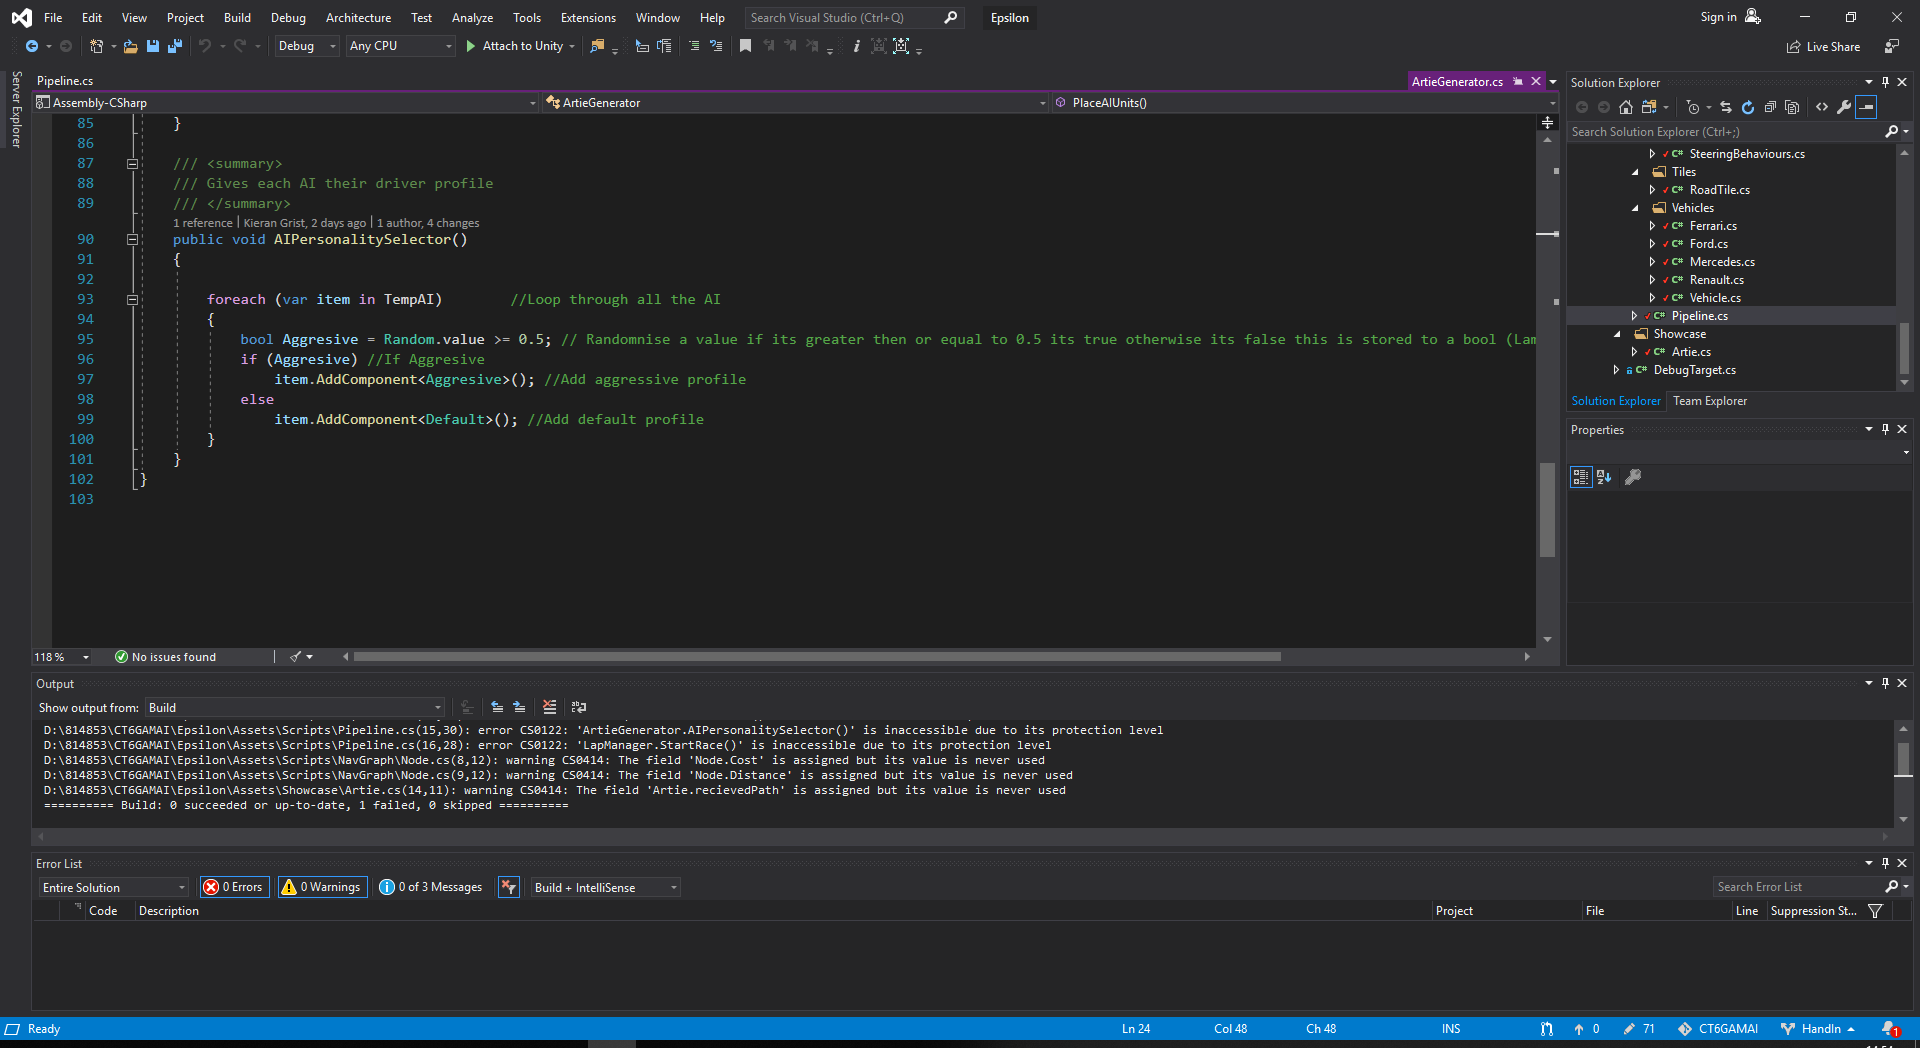 File Edit View Project Build Debug Architecture Test Analyze Tools Extensions Window Help Search Visual Studio (Ctrl+Q) Epsilon Sign in
Debug Any CPU Attach to Unity Live Share
Server Explorer
Pipeline.cs ArtieGenerator.cs
Assembly-CSharp ArtieGenerator PlaceAIUnits()
85 }
86
87 /// <summary>
88 /// Gives each AI their driver profile
89 /// </summary>
1 reference | Kieran Grist, 2 days ago | 1 author, 4 changes
90 public void AIPersonalitySelector()
91 {
92
93 foreach (var item in TempAI) //Loop through all the AI
94 {
95 bool Aggresive = Random.value >= 0.5; // Randomnise a value if its greater then or equal to 0.5 its true otherwise its false this is stored to a bool (Lam
96 if (Aggresive) //If Aggresive
97 item.AddComponent<Aggresive>(); //Add aggressive profile
98 else
99 item.AddComponent<Default>(); //Add default profile
100 }
101 }
102 }
103
118 % No issues found
Solution Explorer
Search Solution Explorer (Ctrl+;)
C# SteeringBehaviours.cs
Tiles
C# RoadTile.cs
Vehicles
C# Ferrari.cs
C# Ford.cs
C# Mercedes.cs
C# Renault.cs
C# Vehicle.cs
C# Pipeline.cs
Showcase
C# Artie.cs
C# DebugTarget.cs
Solution Explorer Team Explorer
Properties
Output
Show output from: Build
D:\814853\CT6GAMAI\Epsilon\Assets\Scripts\Pipeline.cs(15,30): error CS0122: 'ArtieGenerator.AIPersonalitySelector()' is inaccessible due to its protection level
D:\814853\CT6GAMAI\Epsilon\Assets\Scripts\Pipeline.cs(16,28): error CS0122: 'LapManager.StartRace()' is inaccessible due to its protection level
D:\814853\CT6GAMAI\Epsilon\Assets\Scripts\NavGraph\Node.cs(8,12): warning CS0414: The field 'Node.Cost' is assigned but its value is never used
D:\814853\CT6GAMAI\Epsilon\Assets\Scripts\NavGraph\Node.cs(9,12): warning CS0414: The field 'Node.Distance' is assigned but its value is never used
D:\814853\CT6GAMAI\Epsilon\Assets\Showcase\Artie.cs(14,11): warning CS0414: The field 'Artie.recievedPath' is assigned but its value is never used
========== Build: 0 succeeded or up-to-date, 1 failed, 0 skipped ==========
Error List
Entire Solution 0 Errors 0 Warnings 0 of 3 Messages Build + IntelliSense Search Error List
Code Description Project File Line Suppression St...
Ready Ln 24 Col 48 Ch 48 INS 0 71 CT6GAMAI HandIn 1